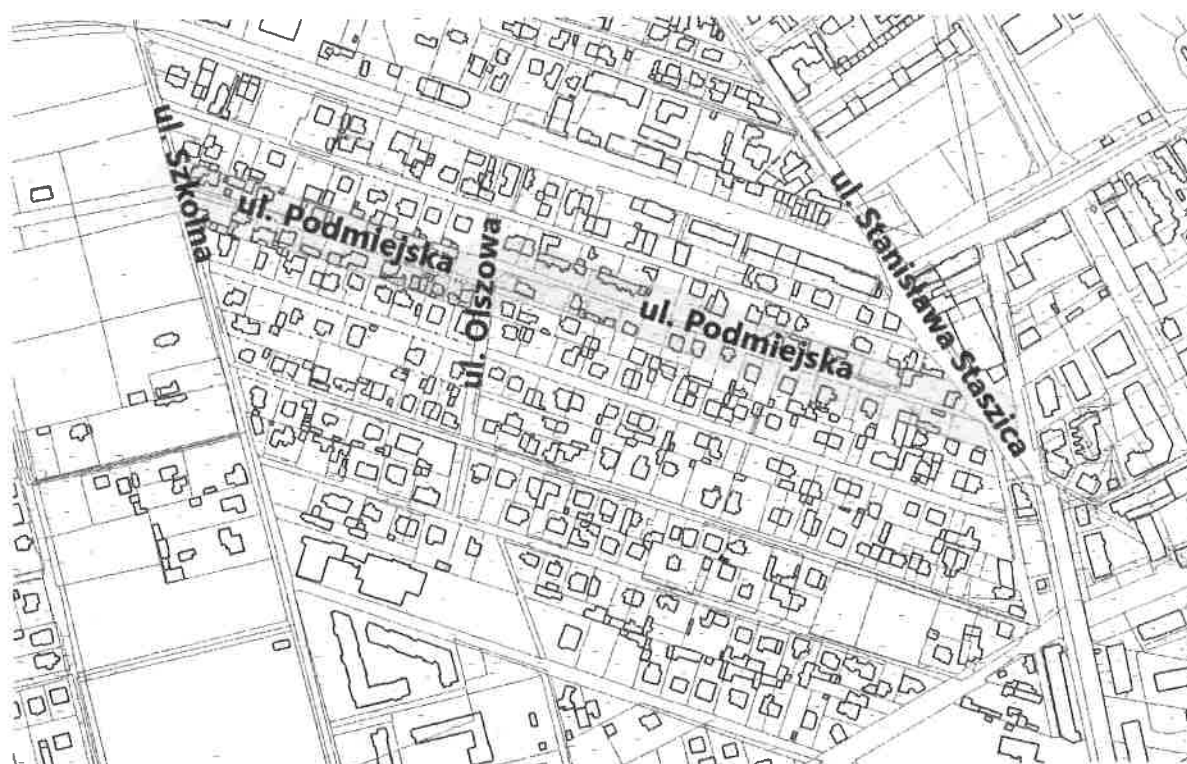 ul. Szkolna
ul. Podmiejska
ul. Olszowa
ul. Podmiejska
ul. Stanisława Staszica